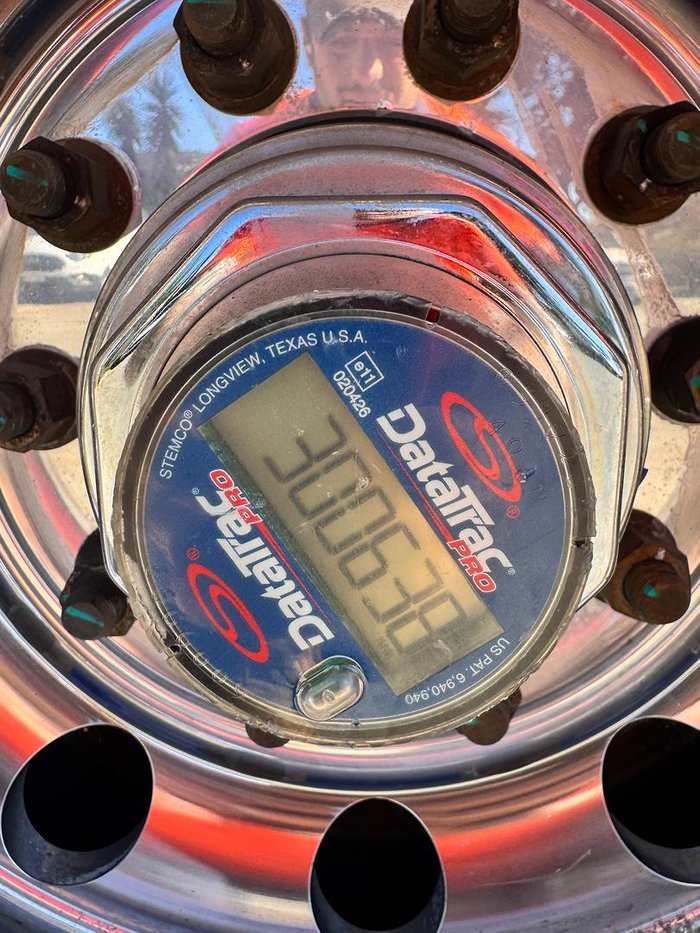 STEMCO® LONGVIEW, TEXAS U.S.A.
e11
020426
DataTrac®
PRO
®
300638
DataTrac®
PRO
®
US PAT. 6,940,940